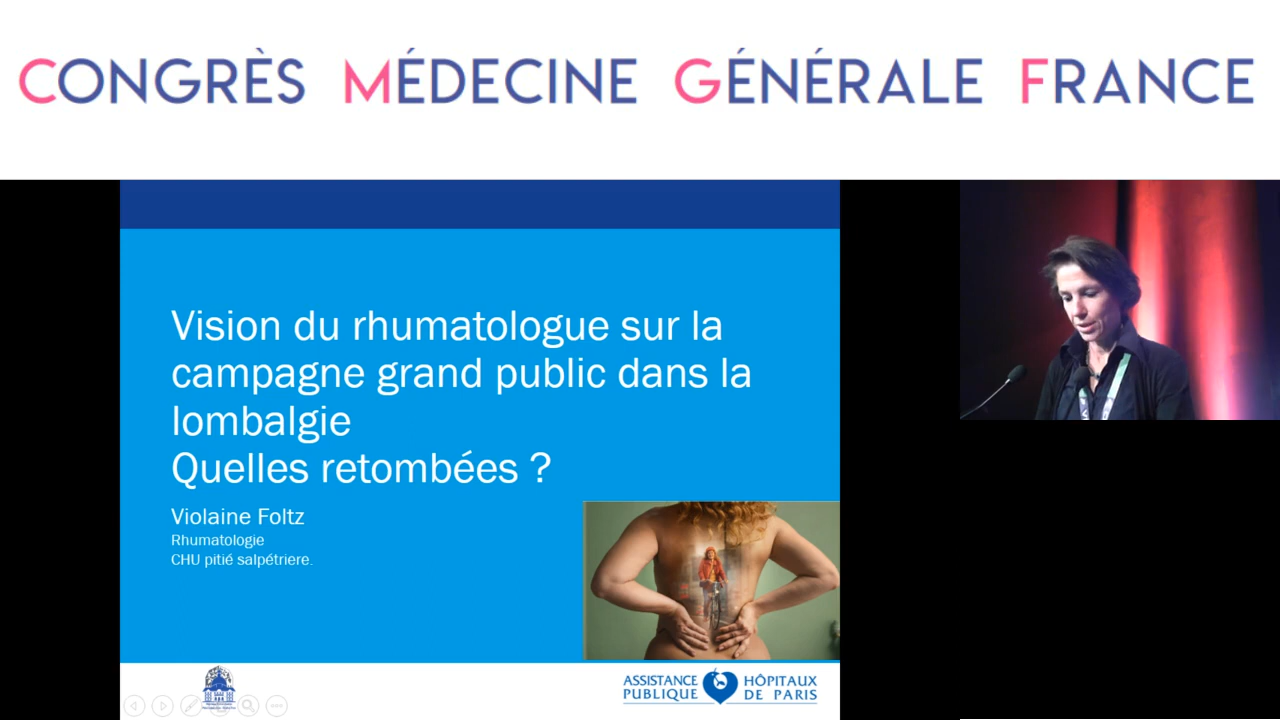 CONGRÈS MÉDECINE GÉNÉRALE FRANCE
Vision du rhumatologue sur la
campagne grand public dans la
lombalgie
Quelles retombées ?
Violaine Foltz
Rhumatologie
CHU pitié salpétriere.
ASSISTANCE HÔPITAUX
PUBLIQUE DE PARIS